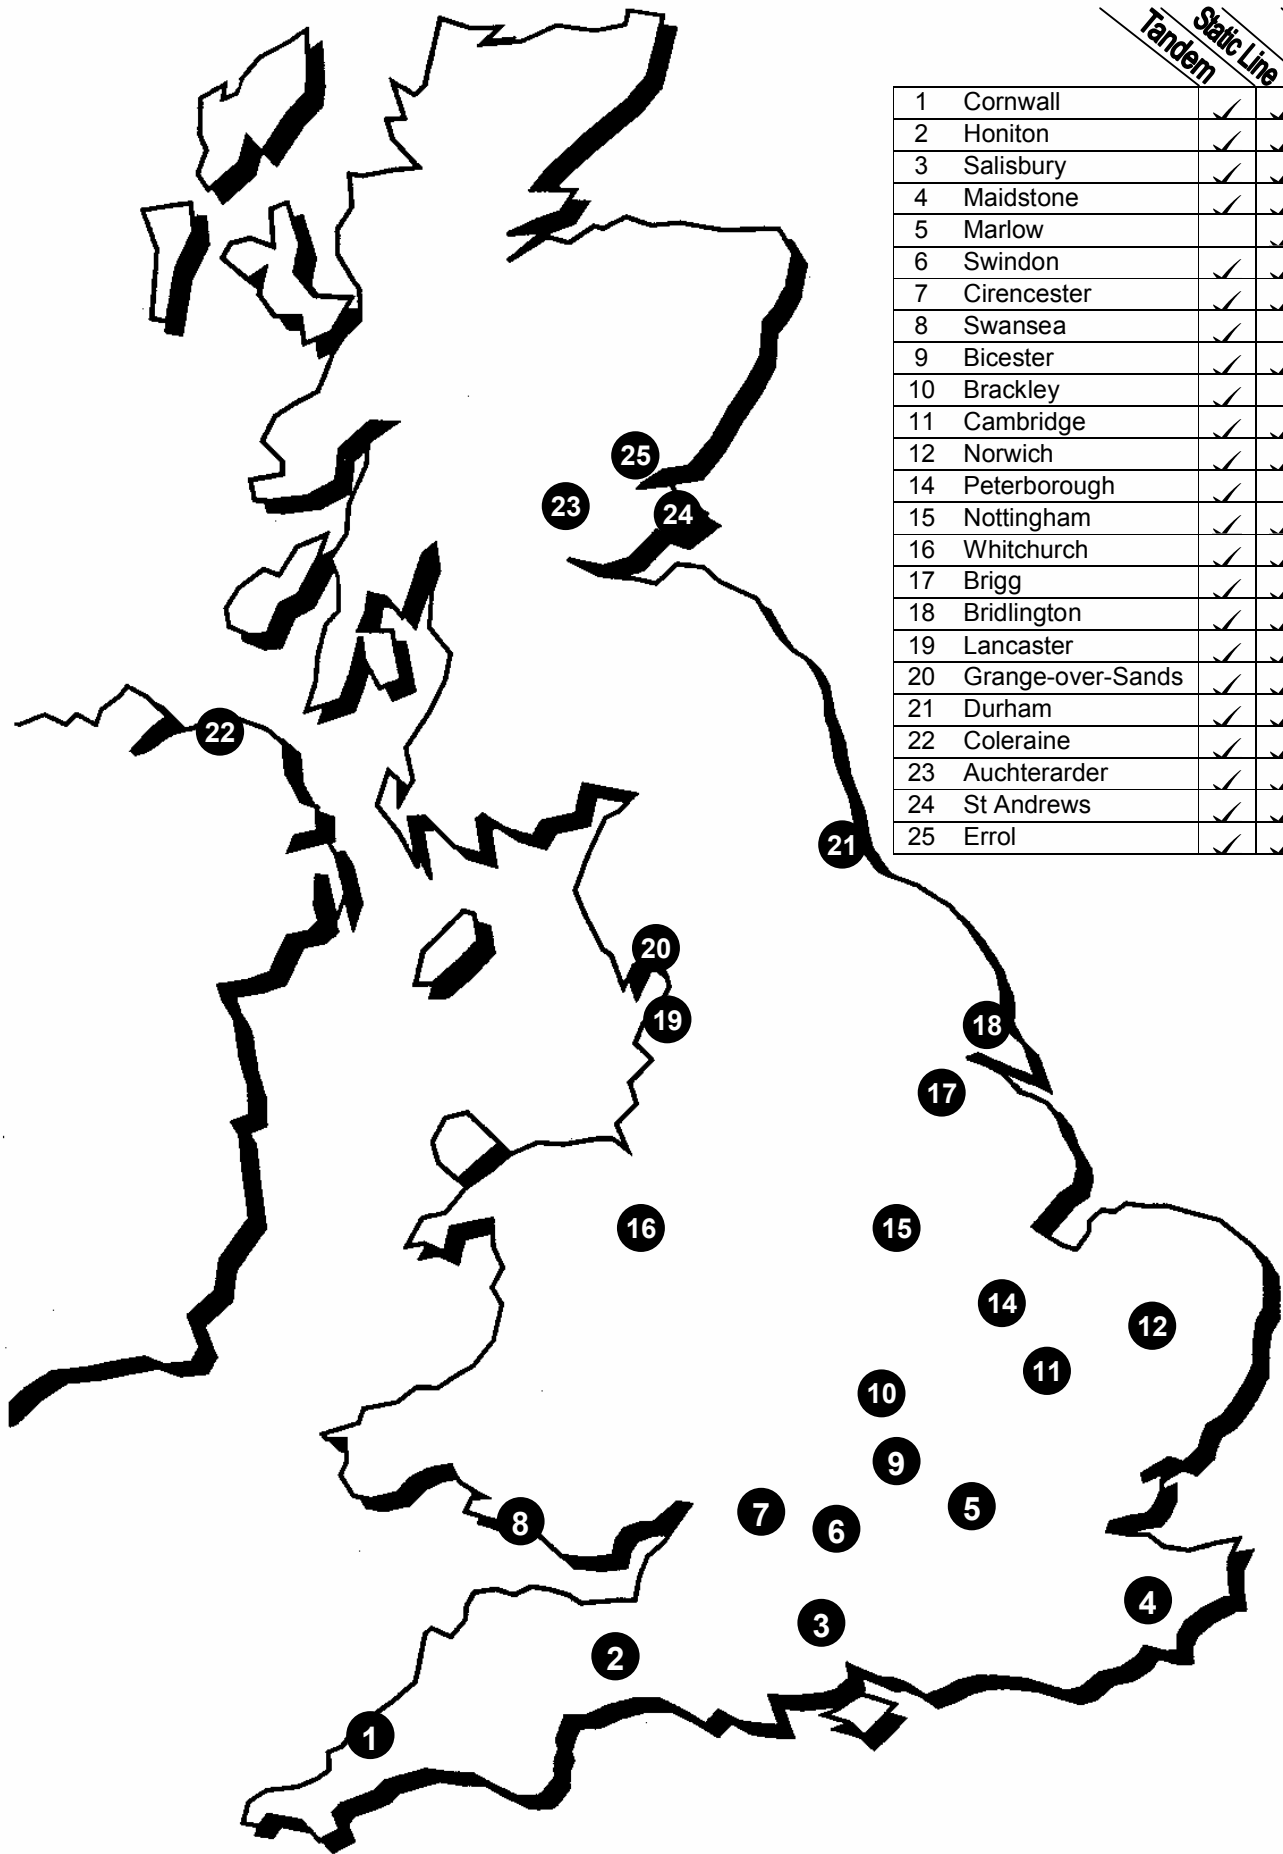 Tandem
Static Line
1 Cornwall ✓ ✓
2 Honiton ✓ ✓
3 Salisbury ✓ ✓
4 Maidstone ✓ ✓
5 Marlow ✓
6 Swindon ✓ ✓
7 Cirencester ✓ ✓
8 Swansea ✓
9 Bicester ✓ ✓
10 Brackley ✓
11 Cambridge ✓ ✓
12 Norwich ✓ ✓
14 Peterborough ✓
15 Nottingham ✓ ✓
16 Whitchurch ✓ ✓
17 Brigg ✓ ✓
18 Bridlington ✓ ✓
19 Lancaster ✓ ✓
20 Grange-over-Sands ✓ ✓
21 Durham ✓ ✓
22 Coleraine ✓ ✓
23 Auchterarder ✓ ✓
24 St Andrews ✓ ✓
25 Errol ✓ ✓
25
23
24
22
21
20
19
18
17
16
15
14
12
11
10
9
5
7
6
8
4
3
2
1